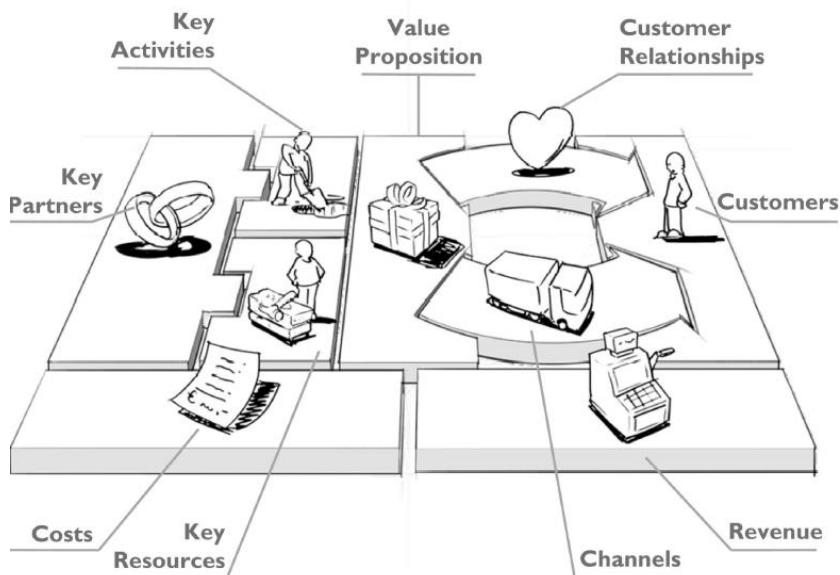 Key
Activities
Value
Proposition
Customer
Relationships
Key
Partners
Customers
Costs
Key
Resources
Channels
Revenue